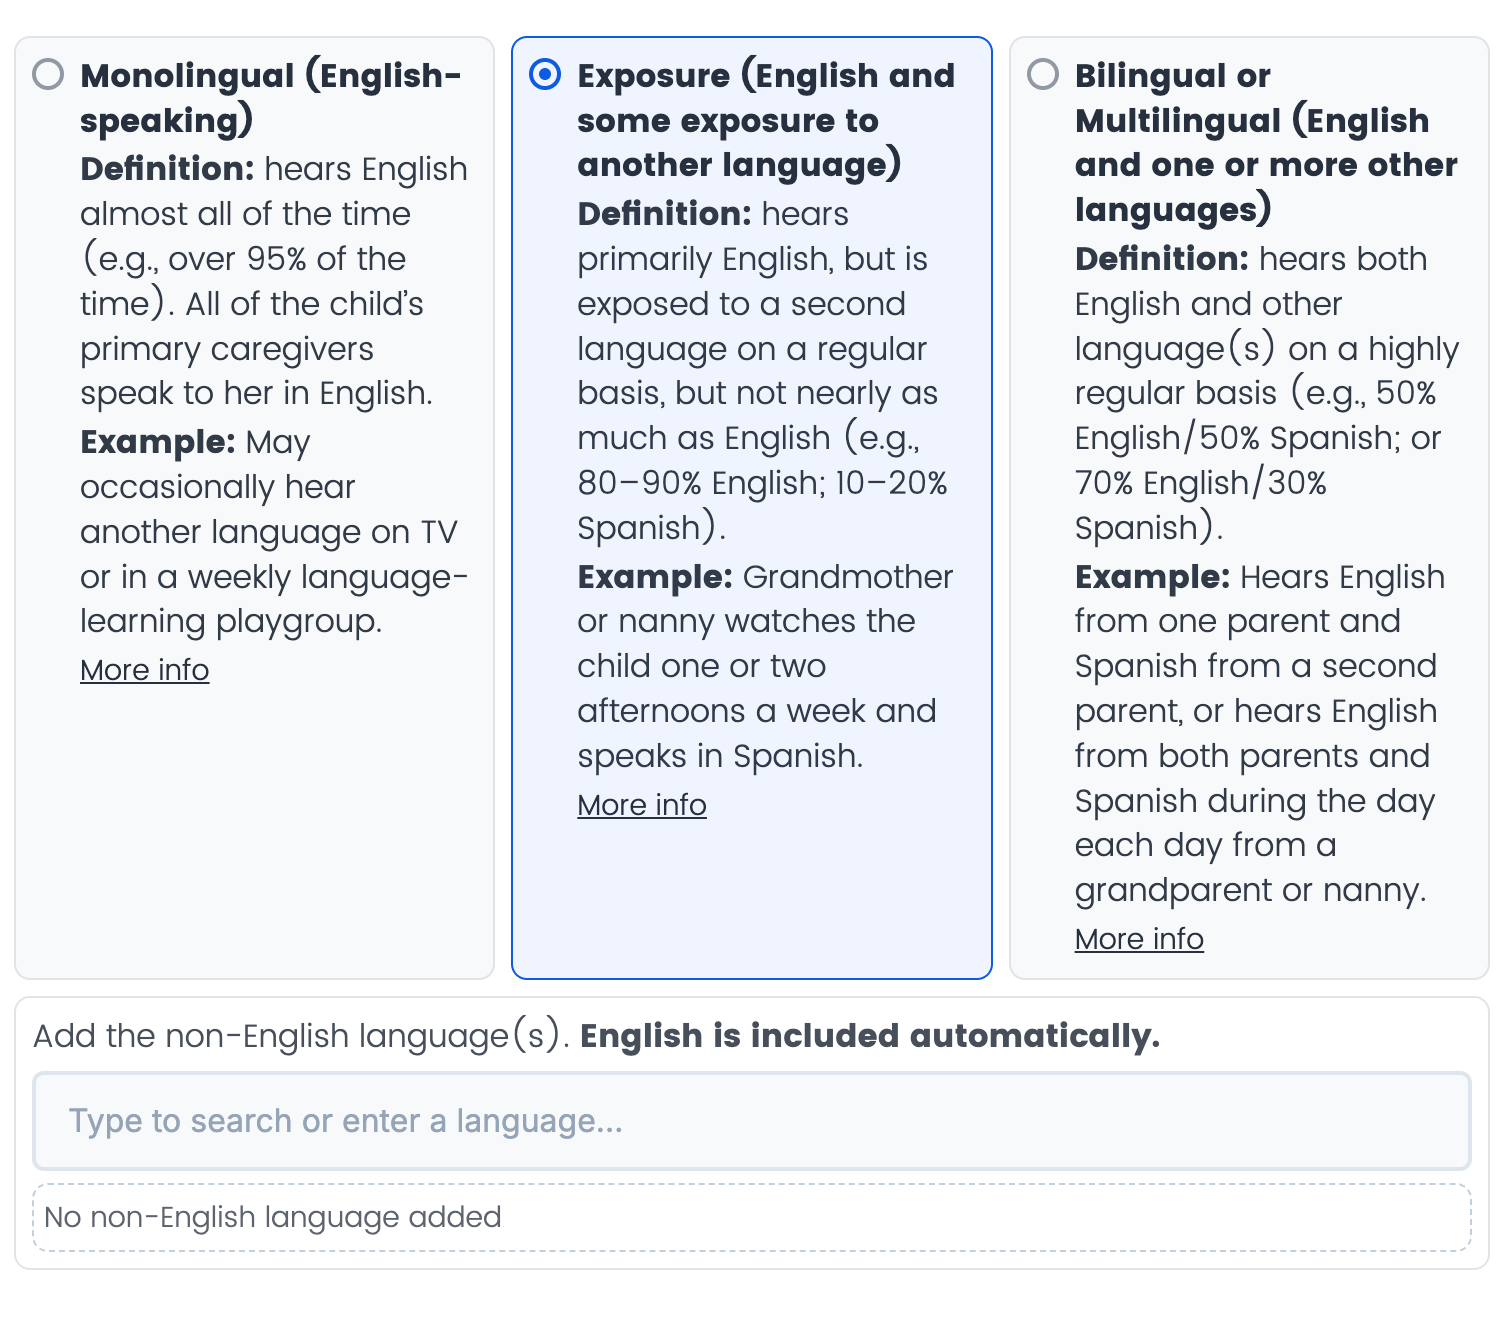 Monolingual (English-
speaking)
Definition: hears English
almost all of the time
(e.g., over 95% of the
time). All of the child's
primary caregivers
speak to her in English.
Example: May
occasionally hear
another language on TV
or in a weekly language-
learning playgroup.
More info
Exposure (English and
some exposure to
another language)
Definition: hears
primarily English, but is
exposed to a second
language on a regular
basis, but not nearly as
much as English (e.g.,
80–90% English; 10–20%
Spanish).
Example: Grandmother
or nanny watches the
child one or two
afternoons a week and
speaks in Spanish.
More info
Bilingual or
Multilingual (English
and one or more other
languages)
Definition: hears both
English and other
language(s) on a highly
regular basis (e.g., 50%
English/50% Spanish; or
70% English/30%
Spanish).
Example: Hears English
from one parent and
Spanish from a second
parent, or hears English
from both parents and
Spanish during the day
each day from a
grandparent or nanny.
More info
Add the non-English language(s). English is included automatically.
Type to search or enter a language...
No non-English language added